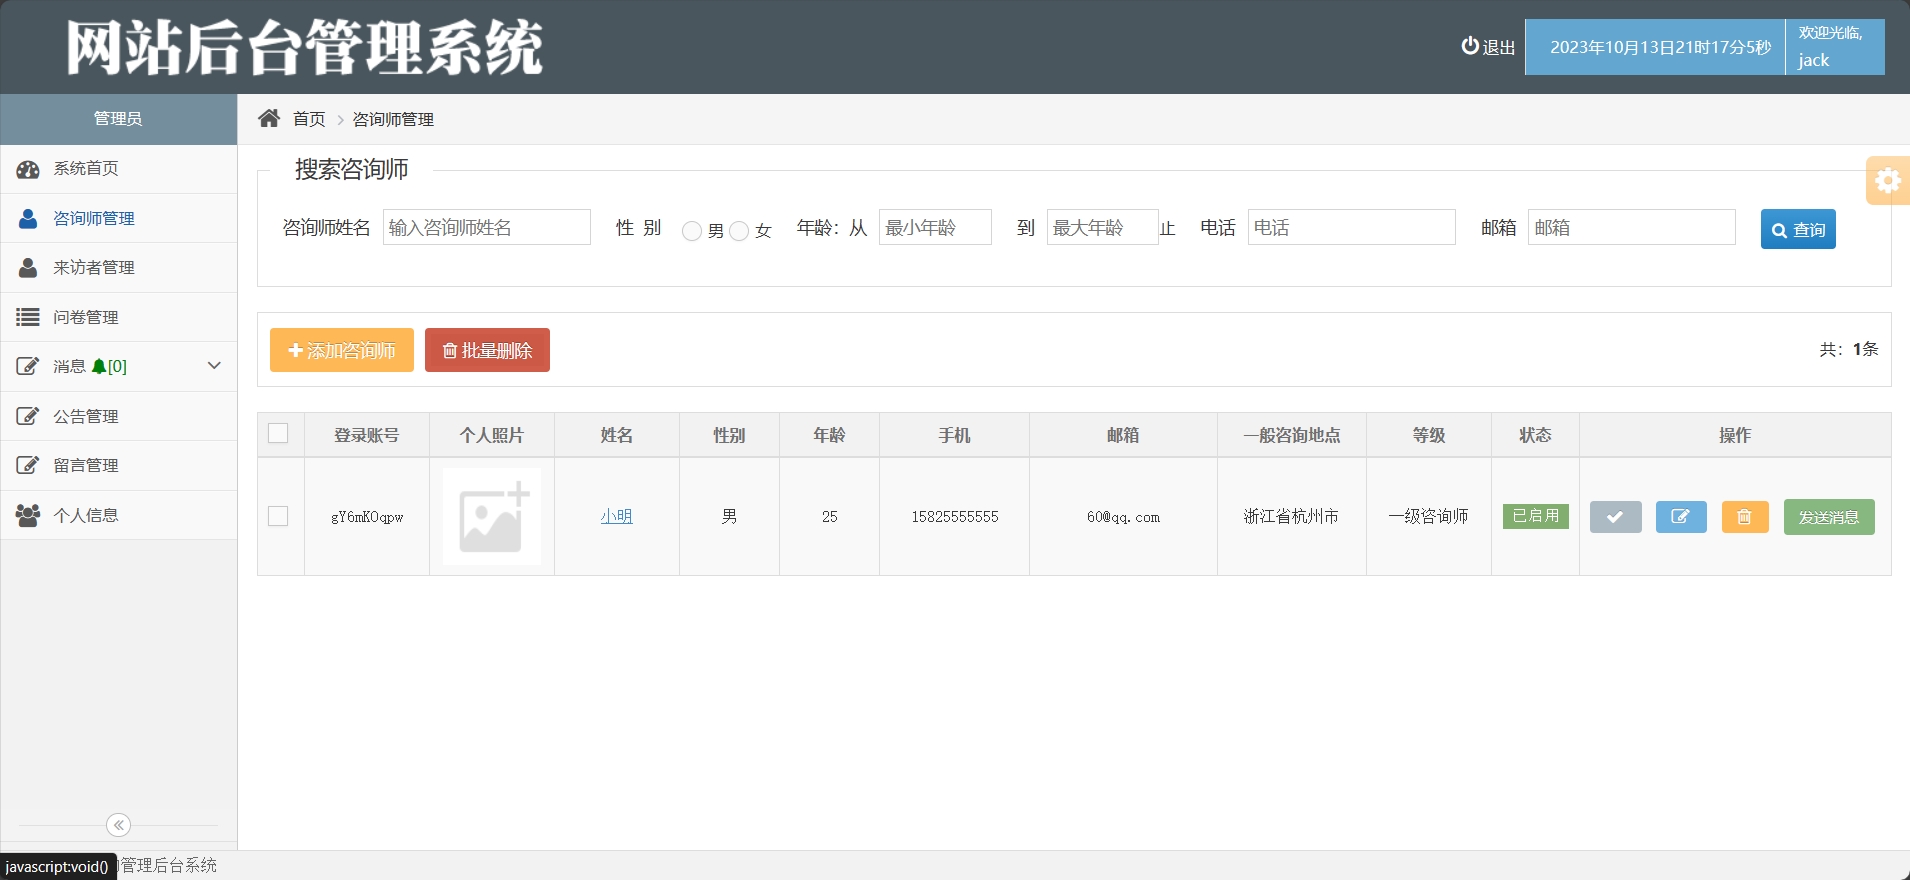 网站后台管理系统
退出
2023年10月13日21时17分5秒
欢迎光临,
jack
管理员
首页
咨询师管理
系统首页
咨询师管理
来访者管理
问卷管理
消息 [0]
公告管理
留言管理
个人信息
搜索咨询师
咨询师姓名 输入咨询师姓名 性 别 男 女 年龄：从 最小年龄 到 最大年龄 止 电话 电话 邮箱 邮箱 查询
添加咨询师 批量删除 共：1条
登录账号 个人照片 姓名 性别 年龄 手机 邮箱 一般咨询地点 等级 状态 操作
gY6mKOqpw 小明 男 25 15825555555 60@qq.com 浙江省杭州市 一级咨询师 已启用 发送消息
javascript:void()
管理后台系统